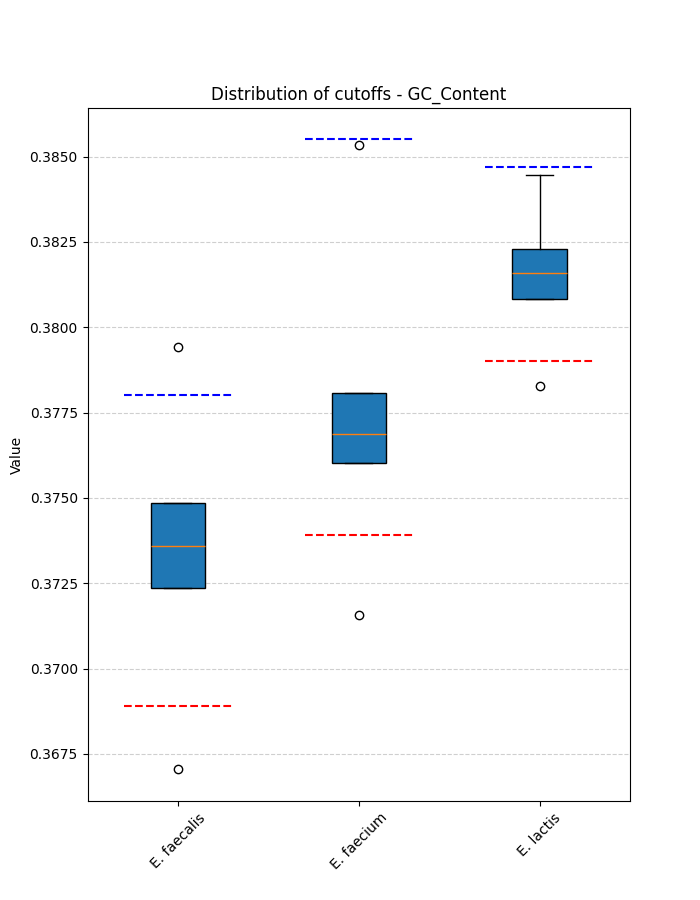 Distribution of cutoffs - GC_Content
Value
0.3850
0.3825
0.3800
0.3775
0.3750
0.3725
0.3700
0.3675
E. faecalis
E. faecium
E. lactis